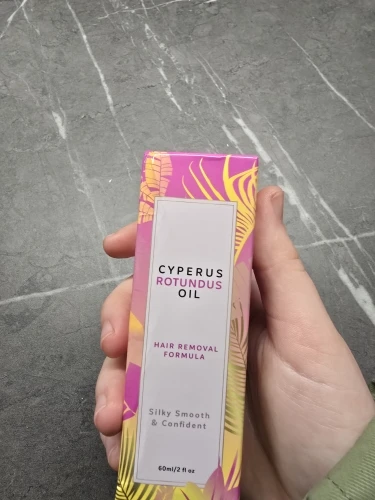 CYPERUS
ROTUNDUS
OIL
HAIR REMOVAL
FORMULA
Silky Smooth
& Confident
60ml/2 fl oz